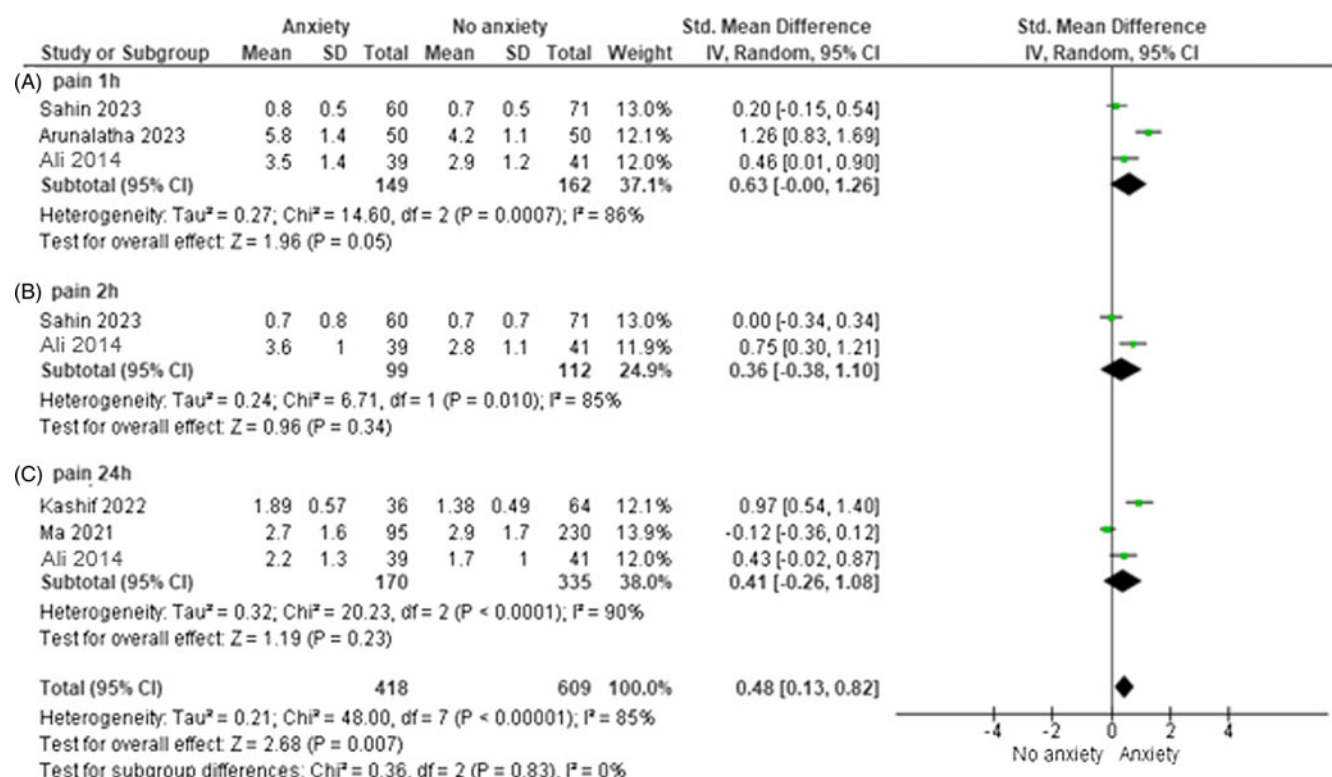 Anxiety No anxiety Std. Mean Difference Std. Mean Difference
Study or Subgroup Mean SD Total Mean SD Total Weight IV, Random, 95% CI IV, Random, 95% CI
(A) pain 1h
Sahin 2023 0.8 0.5 60 0.7 0.5 71 13.0% 0.20 [-0.15, 0.54]
Arunalatha 2023 5.8 1.4 50 4.2 1.1 50 12.1% 1.26 [0.83, 1.69]
Ali 2014 3.5 1.4 39 2.9 1.2 41 12.0% 0.46 [0.01, 0.90]
Subtotal (95% CI) 149 162 37.1% 0.63 [-0.00, 1.26]
Heterogeneity: Tau² = 0.27; Chi² = 14.60, df = 2 (P = 0.0007); I² = 86%
Test for overall effect: Z = 1.96 (P = 0.05)
(B) pain 2h
Sahin 2023 0.7 0.8 60 0.7 0.7 71 13.0% 0.00 [-0.34, 0.34]
Ali 2014 3.6 1 39 2.8 1.1 41 11.9% 0.75 [0.30, 1.21]
Subtotal (95% CI) 99 112 24.9% 0.36 [-0.38, 1.10]
Heterogeneity: Tau² = 0.24; Chi² = 6.71, df = 1 (P = 0.010); I² = 85%
Test for overall effect: Z = 0.96 (P = 0.34)
(C) pain 24h
Kashif 2022 1.89 0.57 36 1.38 0.49 64 12.1% 0.97 [0.54, 1.40]
Ma 2021 2.7 1.6 95 2.9 1.7 230 13.9% -0.12 [-0.36, 0.12]
Ali 2014 2.2 1.3 39 1.7 1 41 12.0% 0.43 [-0.02, 0.87]
Subtotal (95% CI) 170 335 38.0% 0.41 [-0.26, 1.08]
Heterogeneity: Tau² = 0.32; Chi² = 20.23, df = 2 (P < 0.0001); I² = 90%
Test for overall effect: Z = 1.19 (P = 0.23)
Total (95% CI) 418 609 100.0% 0.48 [0.13, 0.82]
Heterogeneity: Tau² = 0.21; Chi² = 48.00, df = 7 (P < 0.00001); I² = 85%
Test for overall effect: Z = 2.68 (P = 0.007)
Test for subgroup differences: Chi² = 0.36, df = 2 (P = 0.83), I² = 0%
-4 -2 0 2 4
No anxiety Anxiety